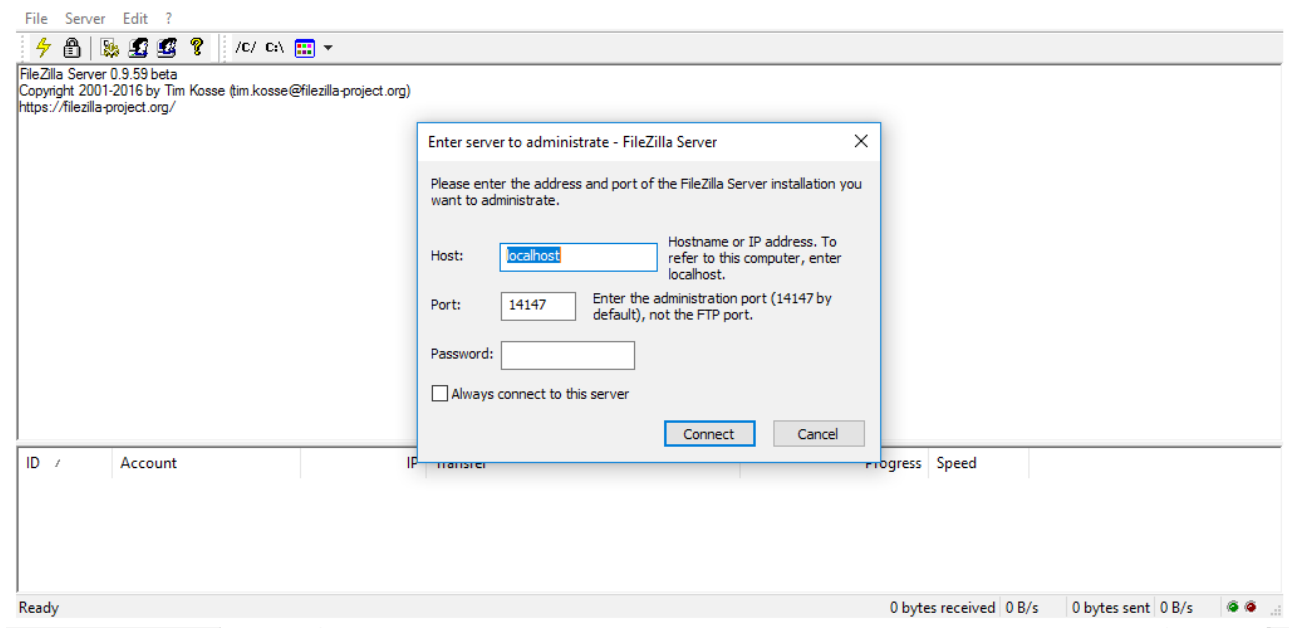 File Server Edit ?
/C/ C:\
FileZilla Server 0.9.59 beta
Copyright 2001-2016 by Tim Kosse (tim.kosse@filezilla-project.org)
https://filezilla-project.org/
Enter server to administrate - FileZilla Server
Please enter the address and port of the FileZilla Server installation you
want to administrate.
Host: localhost
Hostname or IP address. To
refer to this computer, enter
localhost.
Port: 14147
Enter the administration port (14147 by
default), not the FTP port.
Password:
Always connect to this server
Connect Cancel
ID / Account IP Transfer Progress Speed
Ready 0 bytes received 0 B/s 0 bytes sent 0 B/s